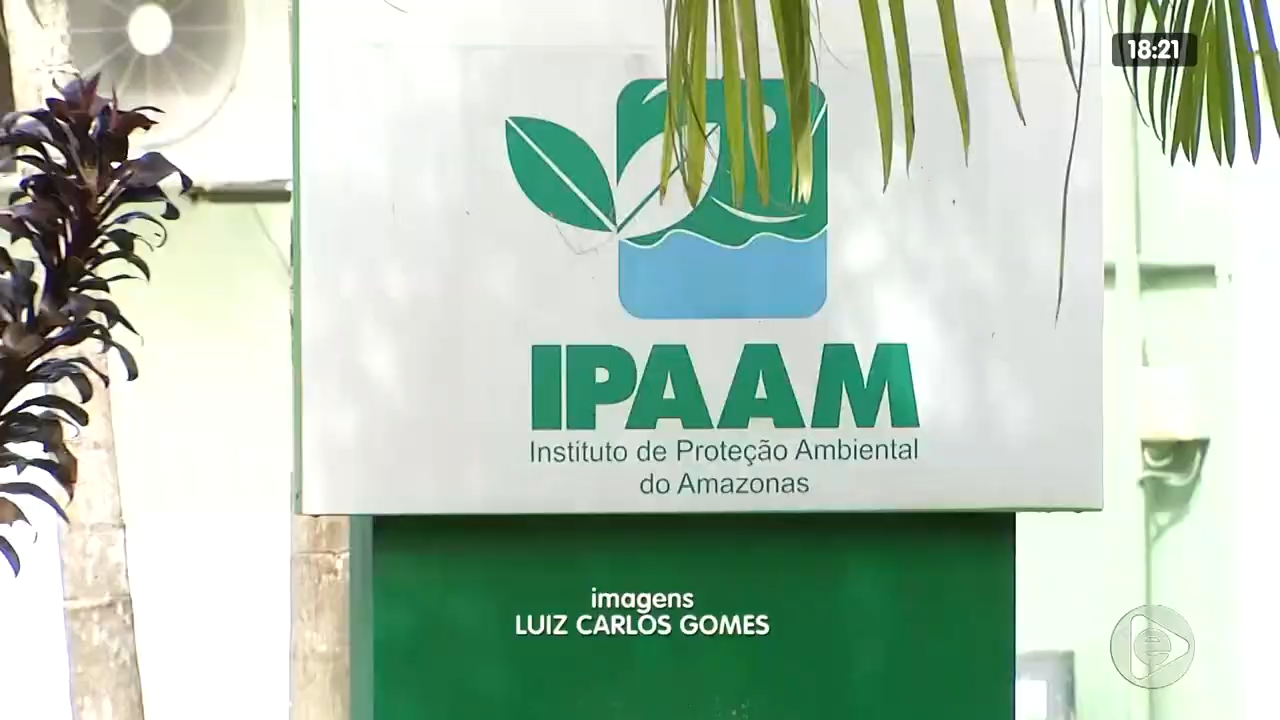 18:21
IPAAM
Instituto de Proteção Ambiental
do Amazonas
imagens
LUIZ CARLOS GOMES
e